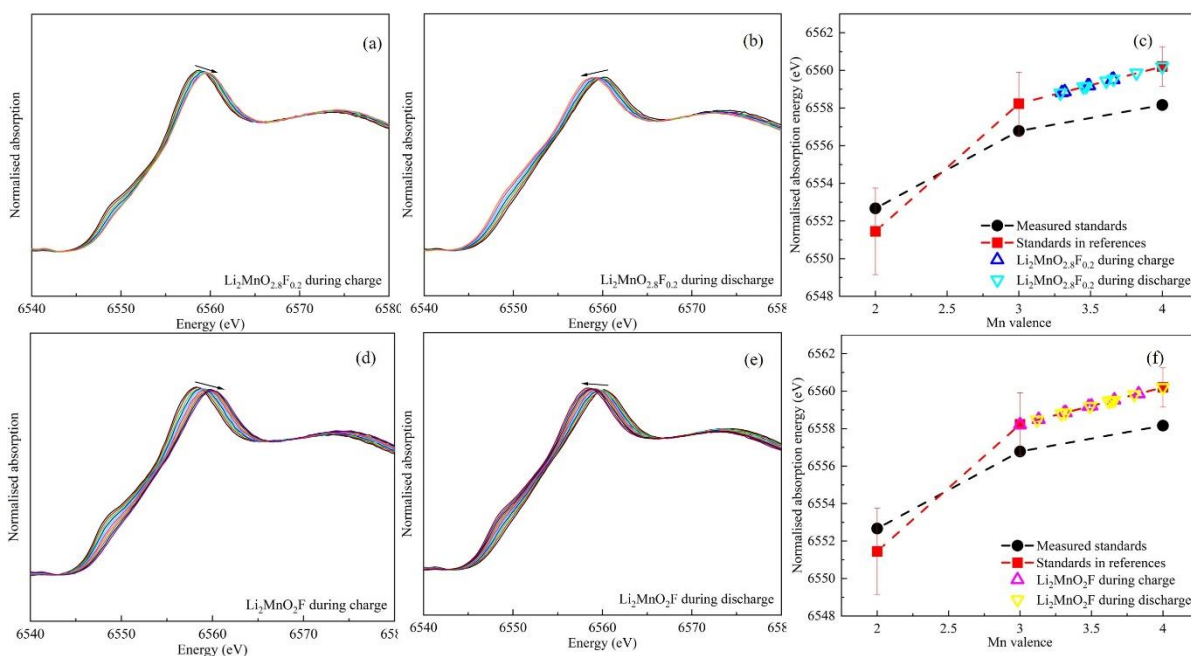 (a)
Normalised absorption
Li₂MnO₂.₈F₀.₂ during charge
6540 6550 6560 6570 6580
Energy (eV)
(b)
Normalised absorption
Li₂MnO₂.₈F₀.₂ during discharge
6540 6550 6560 6570 658
Energy (eV)
(c)
Normalised absorption energy (eV)
6562
6560
6558
6556
6554
6552
6550
6548
Measured standards
Standards in references
Li₂MnO₂.₈F₀.₂ during charge
Li₂MnO₂.₈F₀.₂ during discharge
2 2.5 3 3.5 4
Mn valence
(d)
Normalised absorption
Li₂MnO₂F during charge
6540 6550 6560 6570 658
Energy (eV)
(e)
Normalised absorption
Li₂MnO₂F during discharge
6540 6550 6560 6570 658
Energy (eV)
(f)
Normalised absorption energy (eV)
6562
6560
6558
6556
6554
6552
6550
6548
Measured standards
Standards in references
Li₂MnO₂F during charge
Li₂MnO₂F during discharge
2 2.5 3 3.5 4
Mn valence